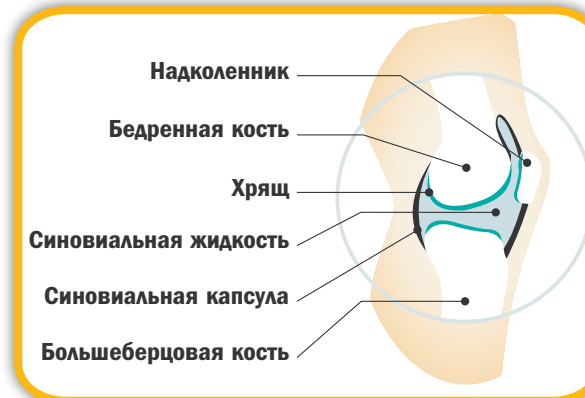 Надколенник
Бедренная кость
Хрящ
Синовиальная жидкость
Синовиальная капсула
Большеберцовая кость